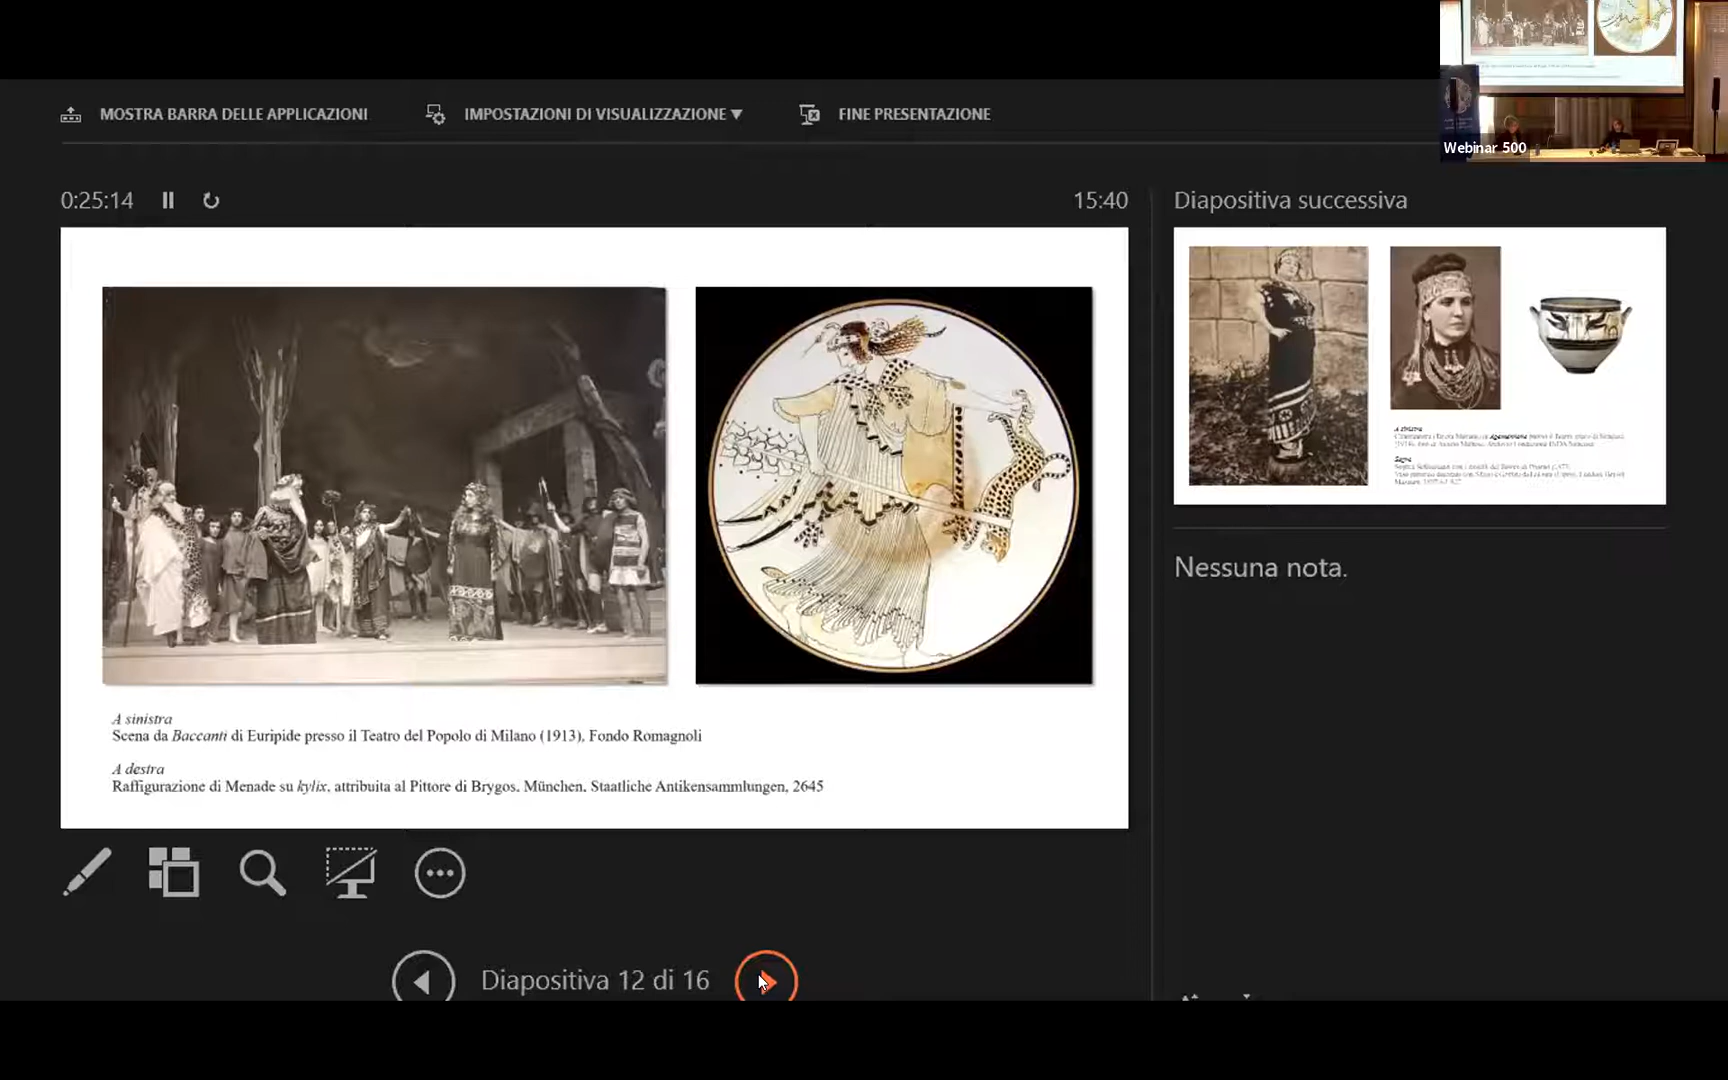 MOSTRA BARRA DELLE APPLICAZIONI
IMPOSTAZIONI DI VISUALIZZAZIONE ▼
FINE PRESENTAZIONE
Webinar 500
0:25:14
15:40
Diapositiva successiva
A sinistra
Scena da Baccanti di Euripide presso il Teatro del Popolo di Milano (1913), Fondo Romagnoli
A destra
Raffigurazione di Menade su kylix, attribuita al Pittore di Brygos, München, Staatliche Antikensammlungen, 2645
A sinistra
Sopra
Nessuna nota.
Diapositiva 12 di 16